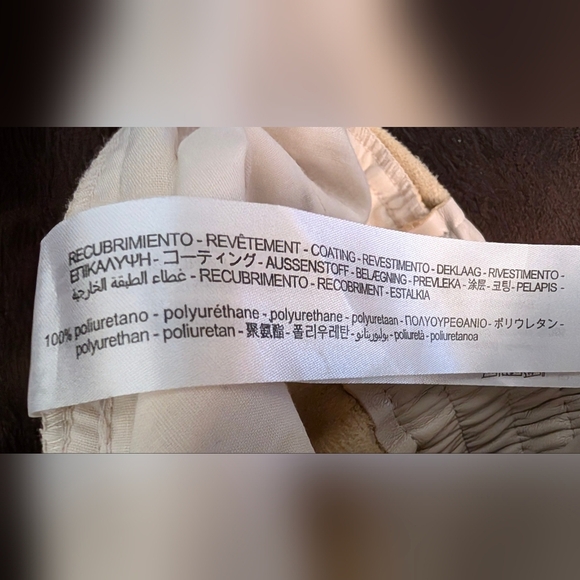 RECUBRIMIENTO - REVÊTEMENT - COATING - REVESTIMENTO - DEKLAAG - RIVESTIMENTO -
ΕΠΙΚΑΛΥΨΗ - コーティング - AUSSENSTOFF - BELÆGNING - PREVLEKA - 涂层 - 코팅 - PELAPIS -
غطاء الطبقة الخارجية - RECUBRIMENTO - RECOBRIMENT - ESTALKIA
100% poliuretano - polyuréthane - polyurethane - polyuretaan - ΠΟΛΥΟΥΡΕΘΑΝΙΟ - ポリウレタン -
polyurethan - poliuretan - 聚氨酯 - 폴리우레탄 - بوليوريتانو - poliuretà - poliuretanoa